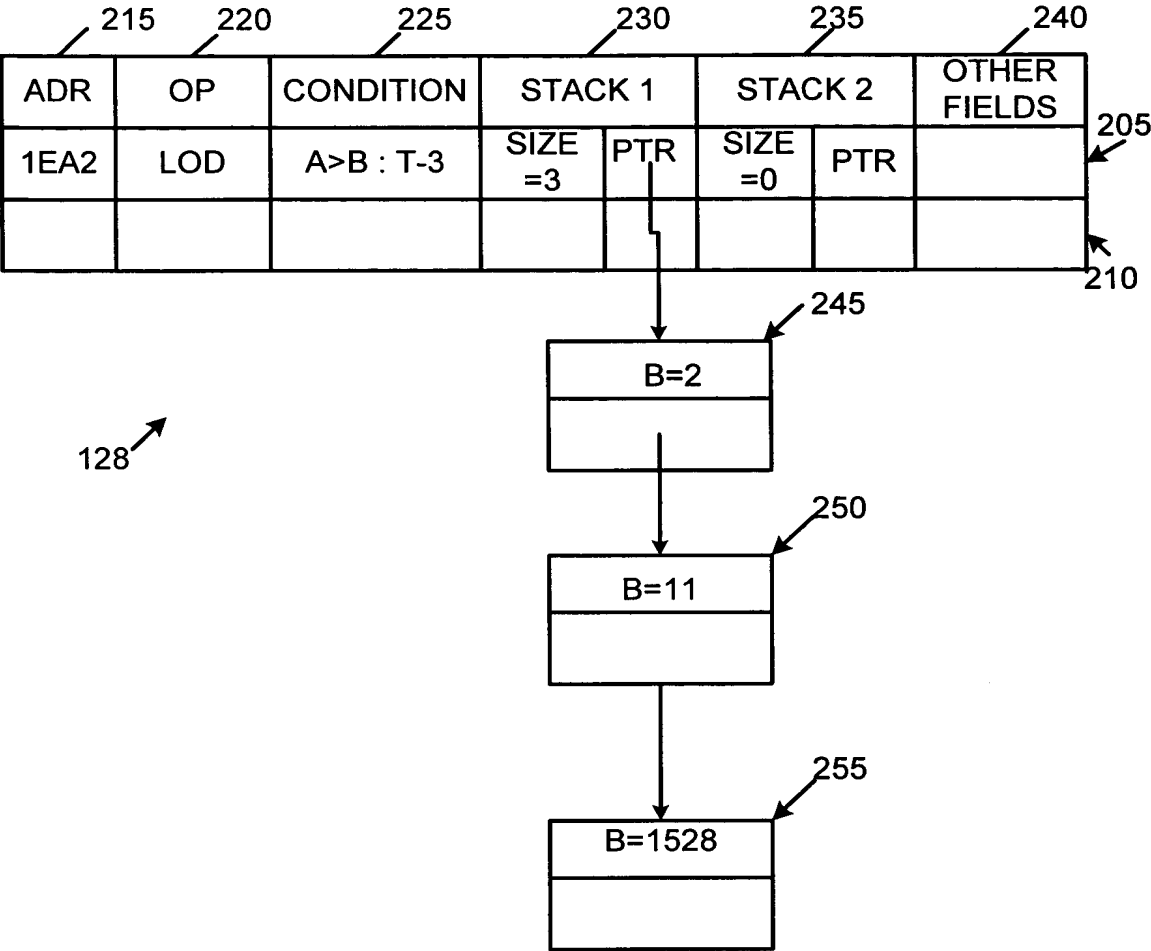 215 220 225 230 235 240
ADR OP CONDITION STACK 1 STACK 2 OTHER FIELDS
205
1EA2 LOD A>B : T-3 SIZE =3 PTR SIZE =0 PTR
210
245
B=2
128
250
B=11
255
B=1528